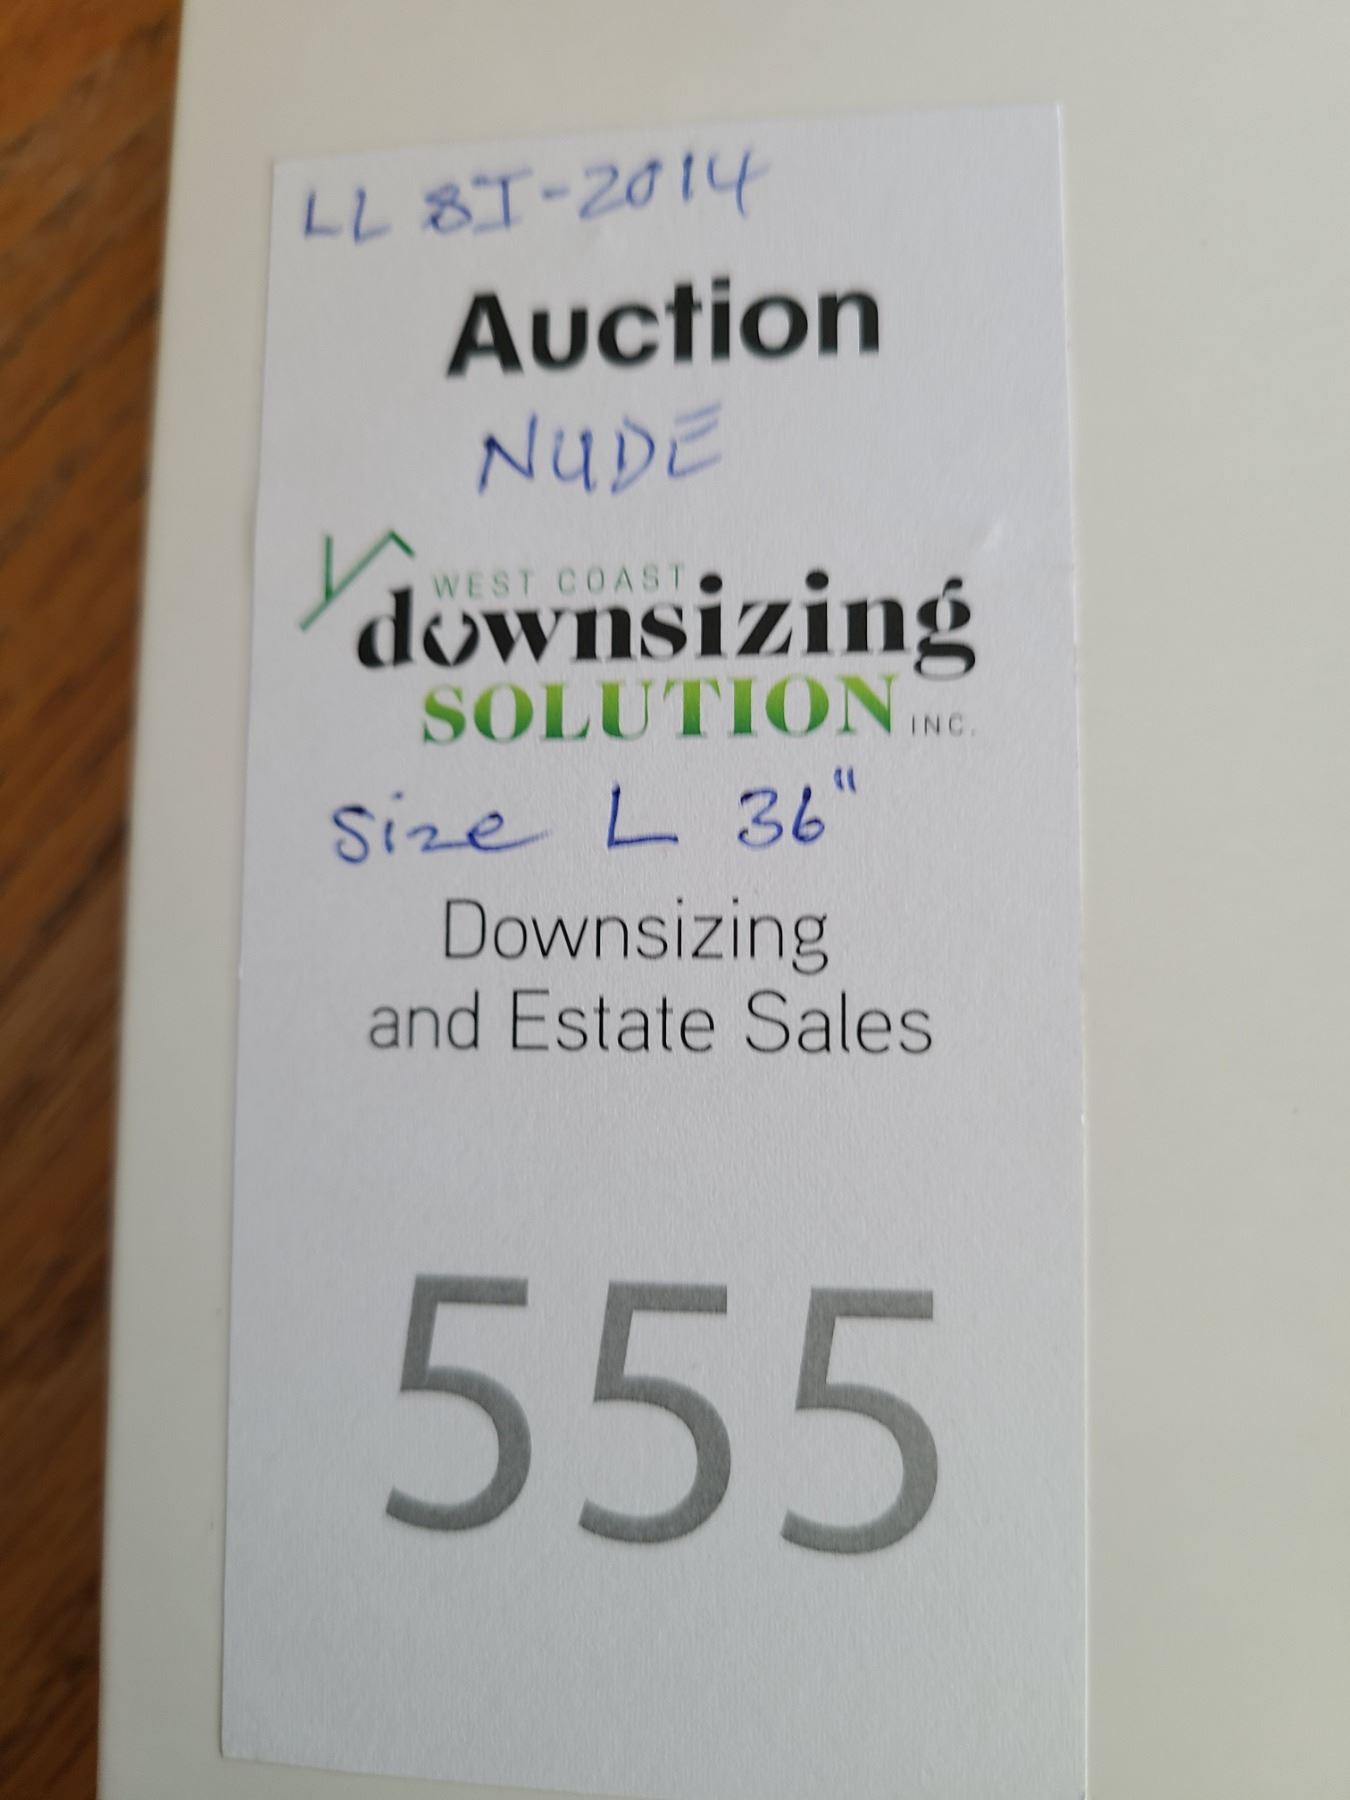 LL 8I-2014
Auction
NUDE
WEST COAST
downsizing
SOLUTION INC.
Size L 36"
Downsizing
and Estate Sales
555